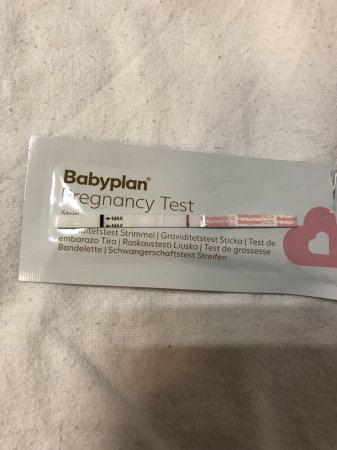 Babyplan®
Pregnancy Test
Strip
MAX
Babyplan hCG
Babyplan hCG
MAX
Graviditetstest Strimmel | Graviditetstest Sticka | Test de
embarazo Tira | Raskaustesti Liuska | Test de grossesse
Bandelette | Schwangerschaftstest Streifen